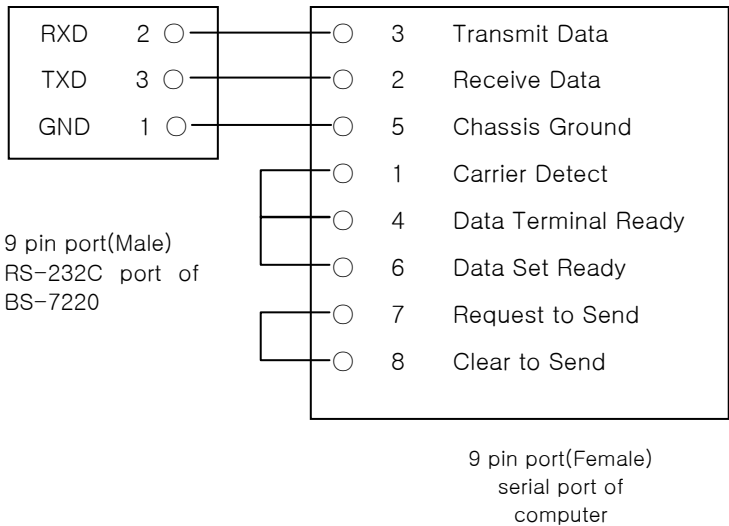 RXD 2 3 Transmit Data
TXD 3 2 Receive Data
GND 1 5 Chassis Ground
1 Carrier Detect
4 Data Terminal Ready
6 Data Set Ready
7 Request to Send
8 Clear to Send
9 pin port(Male)
RS-232C port of
BS-7220
9 pin port(Female)
serial port of
computer